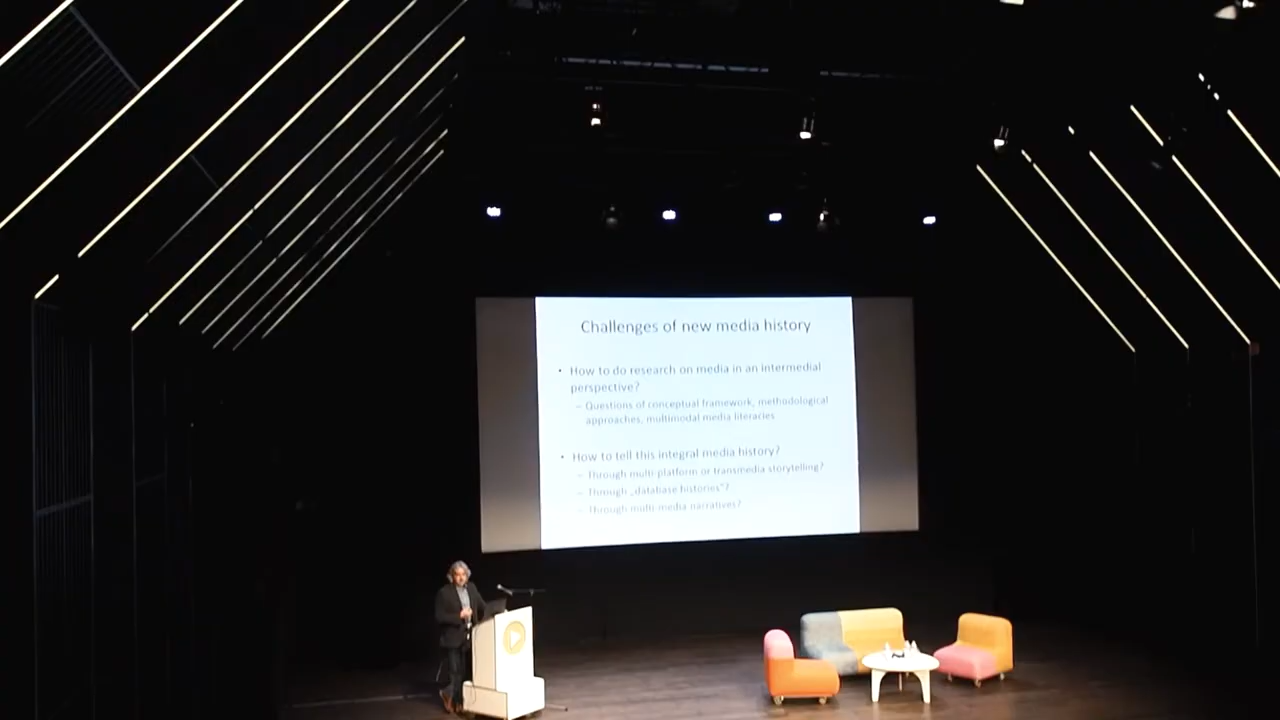 Challenges of new media history
• How to do research on media in an intermedial
perspective?
– Questions of conceptual framework, methodological
approaches, multimodal media literacies
• How to tell this integral media history?
– Through multi-platform or transmedia storytelling?
– Through „database histories"?
– Through multi-media narratives?